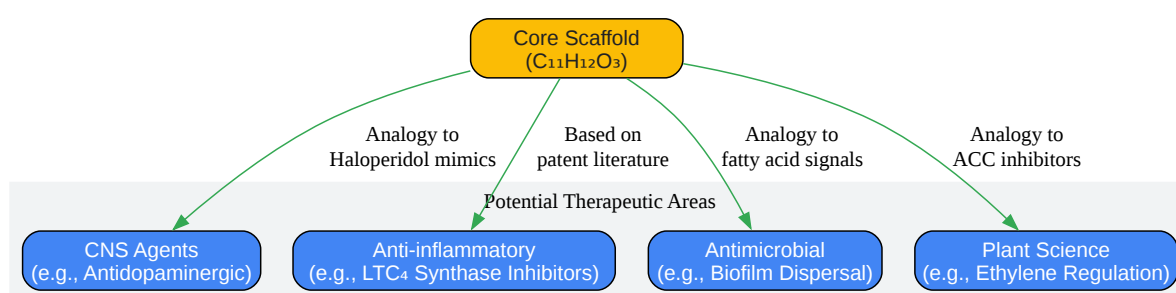 Core Scaffold
(C₁₁H₁₂O₃)
Analogy to
Haloperidol mimics
Based on
patent literature
Analogy to
fatty acid signals
Analogy to
ACC inhibitors
Potential Therapeutic Areas
CNS Agents
(e.g., Antidopaminergic)
Anti-inflammatory
(e.g., LTC₄ Synthase Inhibitors)
Antimicrobial
(e.g., Biofilm Dispersal)
Plant Science
(e.g., Ethylene Regulation)